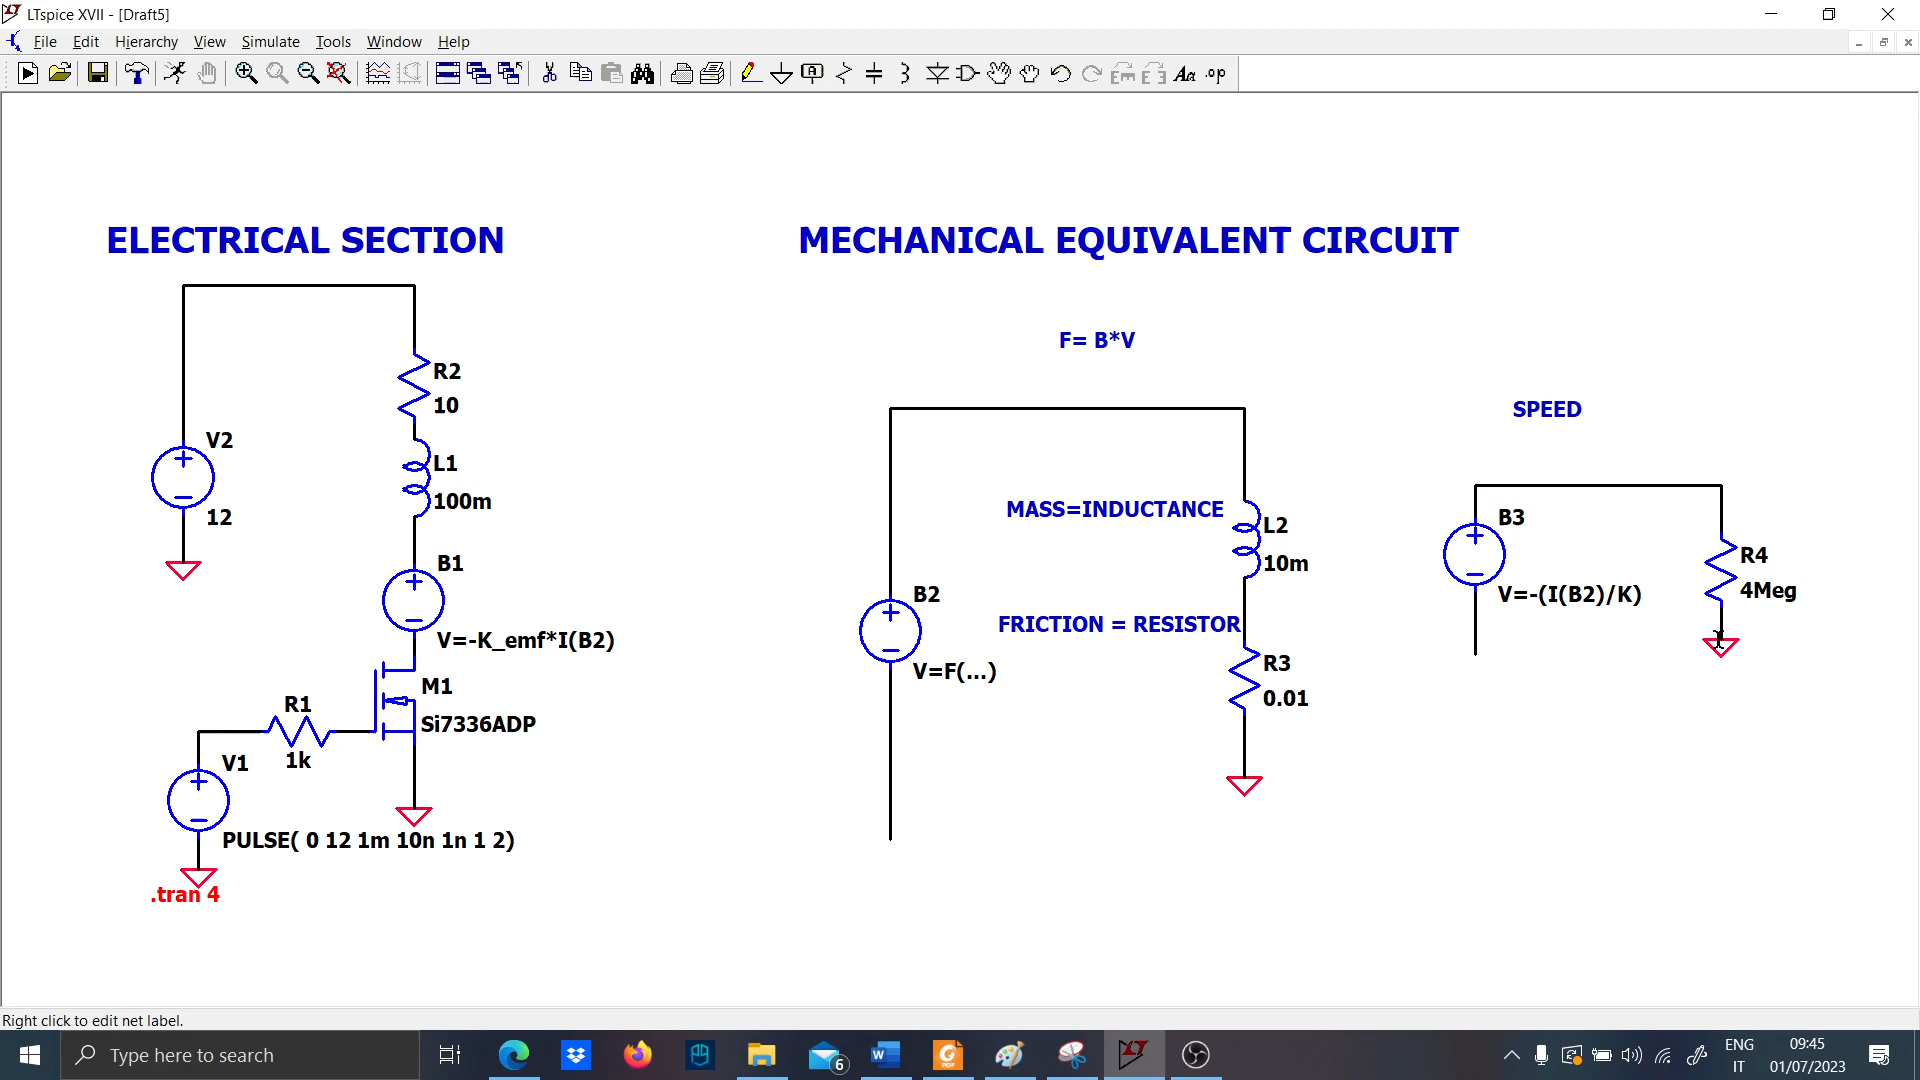 LTspice XVII - [Draft5]
File Edit Hierarchy View Simulate Tools Window Help
A Aa .op
ELECTRICAL SECTION
MECHANICAL EQUIVALENT CIRCUIT
F= B*V
R2
10
SPEED
V2
12
L1
100m
MASS=INDUCTANCE
L2
10m
B3
V=-(I(B2)/K)
R4
4Meg
B1
V=-K_emf*I(B2)
B2
V=F(...)
FRICTION = RESISTOR
R3
0.01
M1
Si7336ADP
R1
1k
V1
PULSE( 0 12 1m 10n 1n 1 2)
.tran 4
Right click to edit net label.
Type here to search
6
ENG
IT
09:45
01/07/2023